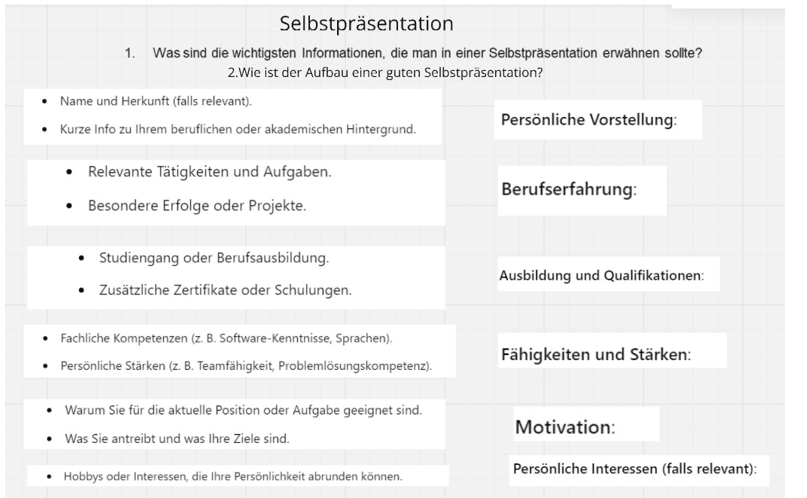 Selbstpräsentation
1. Was sind die wichtigsten Informationen, die man in einer Selbstpräsentation erwähnen sollte?
2.Wie ist der Aufbau einer guten Selbstpräsentation?
• Name und Herkunft (falls relevant).
• Kurze Info zu Ihrem beruflichen oder akademischen Hintergrund.
Persönliche Vorstellung:
• Relevante Tätigkeiten und Aufgaben.
• Besondere Erfolge oder Projekte.
Berufserfahrung:
• Studiengang oder Berufsausbildung.
• Zusätzliche Zertifikate oder Schulungen.
Ausbildung und Qualifikationen:
• Fachliche Kompetenzen (z. B. Software-Kenntnisse, Sprachen).
• Persönliche Stärken (z. B. Teamfähigkeit, Problemlösungskompetenz).
Fähigkeiten und Stärken:
• Warum Sie für die aktuelle Position oder Aufgabe geeignet sind.
• Was Sie antreibt und was Ihre Ziele sind.
Motivation:
• Hobbys oder Interessen, die Ihre Persönlichkeit abrunden können.
Persönliche Interessen (falls relevant):